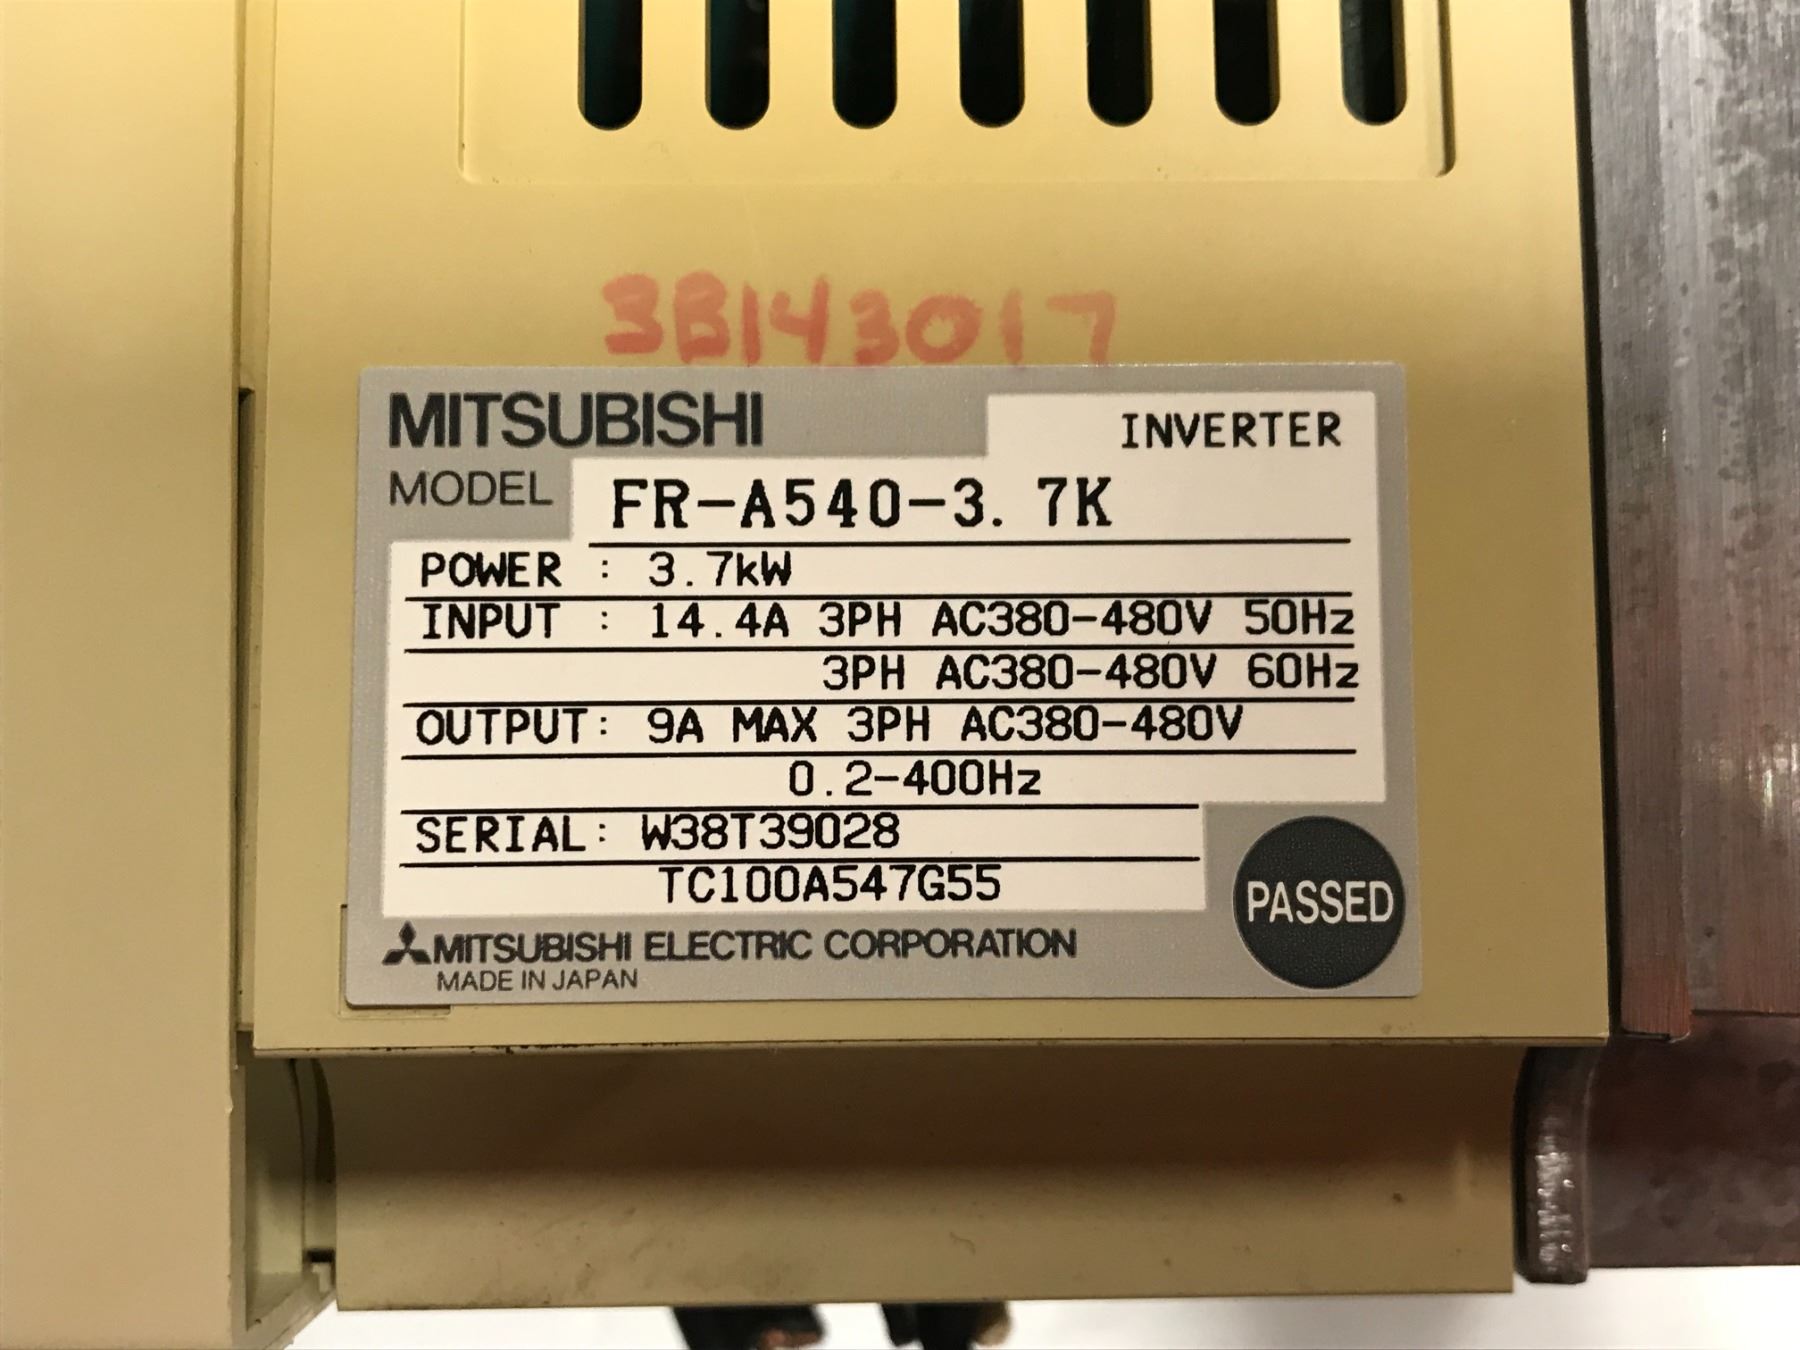 3B143017
MITSUBISHI INVERTER
MODEL FR-A540-3.7K
POWER : 3.7kW
INPUT : 14.4A 3PH AC380-480V 50Hz
3PH AC380-480V 60Hz
OUTPUT: 9A MAX 3PH AC380-480V
0.2-400Hz
SERIAL: W38T39028
TC100A547G55
PASSED
MITSUBISHI ELECTRIC CORPORATION
MADE IN JAPAN